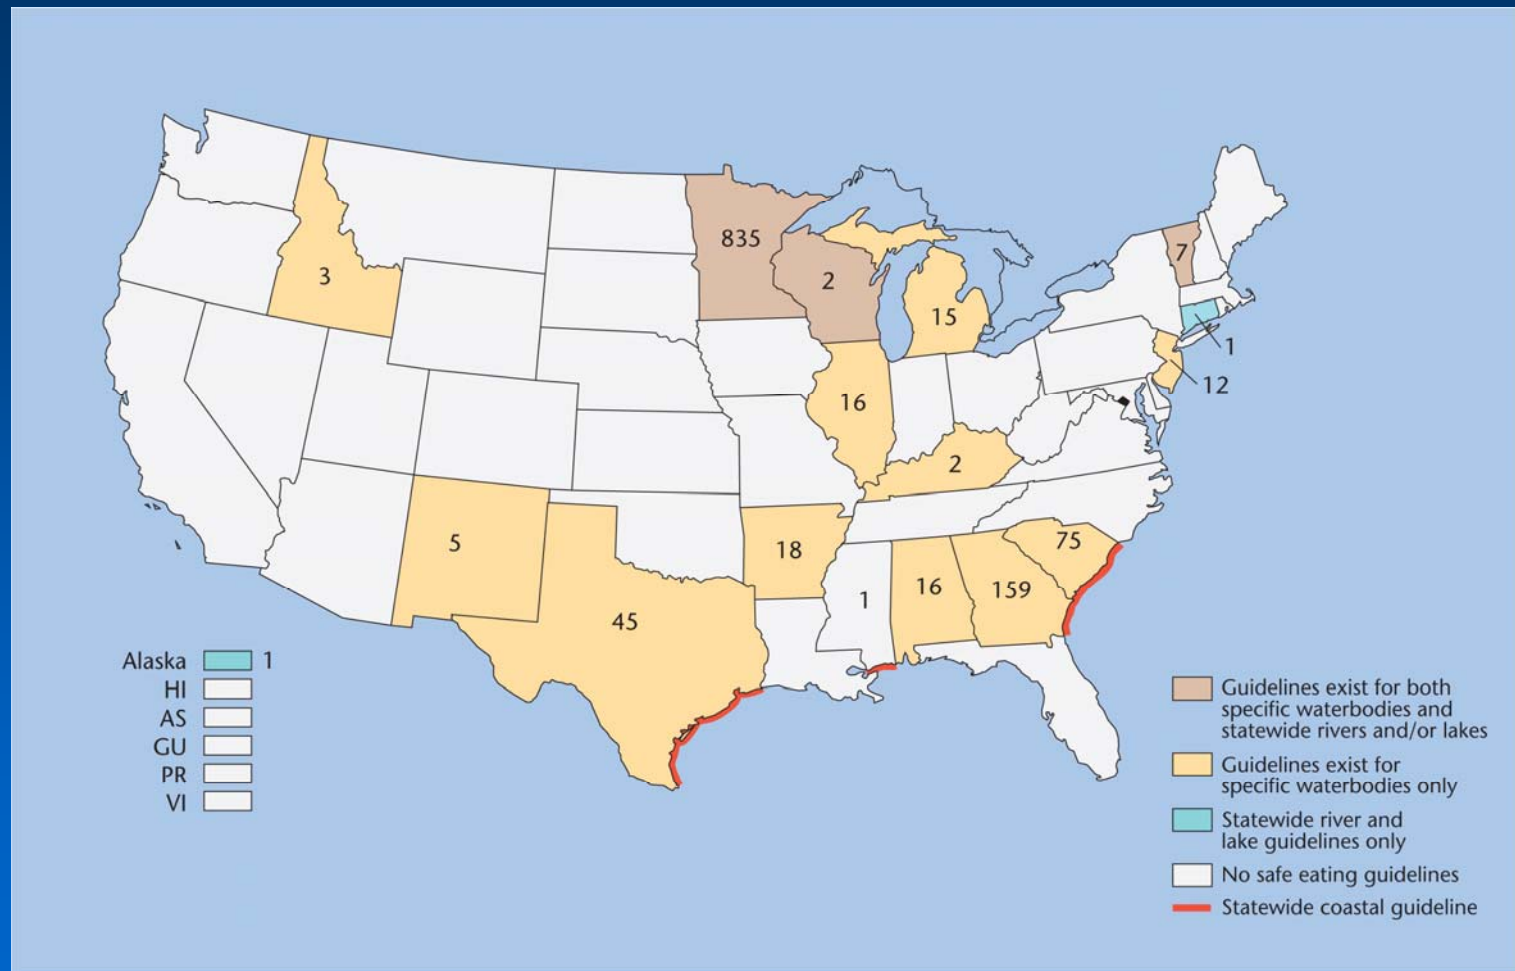 835
7
3
2
15
1
12
16
2
5
18
75
1
16
159
45
Alaska 1
HI
AS
GU
PR
VI
Guidelines exist for both
specific waterbodies and
statewide rivers and/or lakes
Guidelines exist for
specific waterbodies only
Statewide river and
lake guidelines only
No safe eating guidelines
Statewide coastal guideline